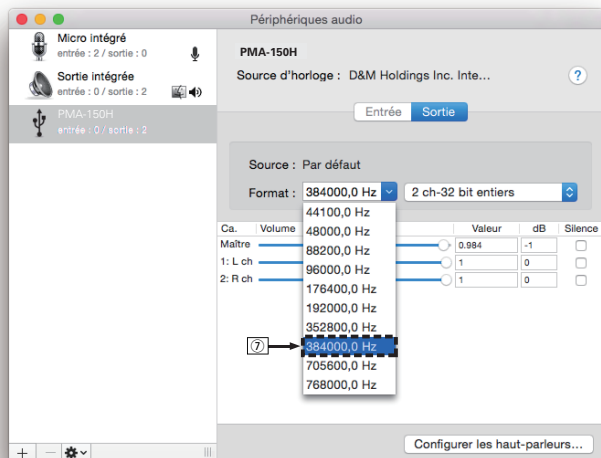 Périphériques audio
Micro intégré
entrée : 2 / sortie : 0
Sortie intégrée
entrée : 0 / sortie : 2
PMA-150H
entrée : 0 / sortie : 2
PMA-150H
Source d'horloge : D&M Holdings Inc. Inte...
?
Entrée Sortie
Source : Par défaut
Format : 384000,0 Hz 2 ch-32 bit entiers
44100,0 Hz
48000,0 Hz
88200,0 Hz
96000,0 Hz
176400,0 Hz
192000,0 Hz
352800,0 Hz
⑦ 384000,0 Hz
705600,0 Hz
768000,0 Hz
Ca. Volume Valeur dB Silence
Maître 0.984 -1
1: L ch 1 0
2: R ch 1 0
Configurer les haut-parleurs...